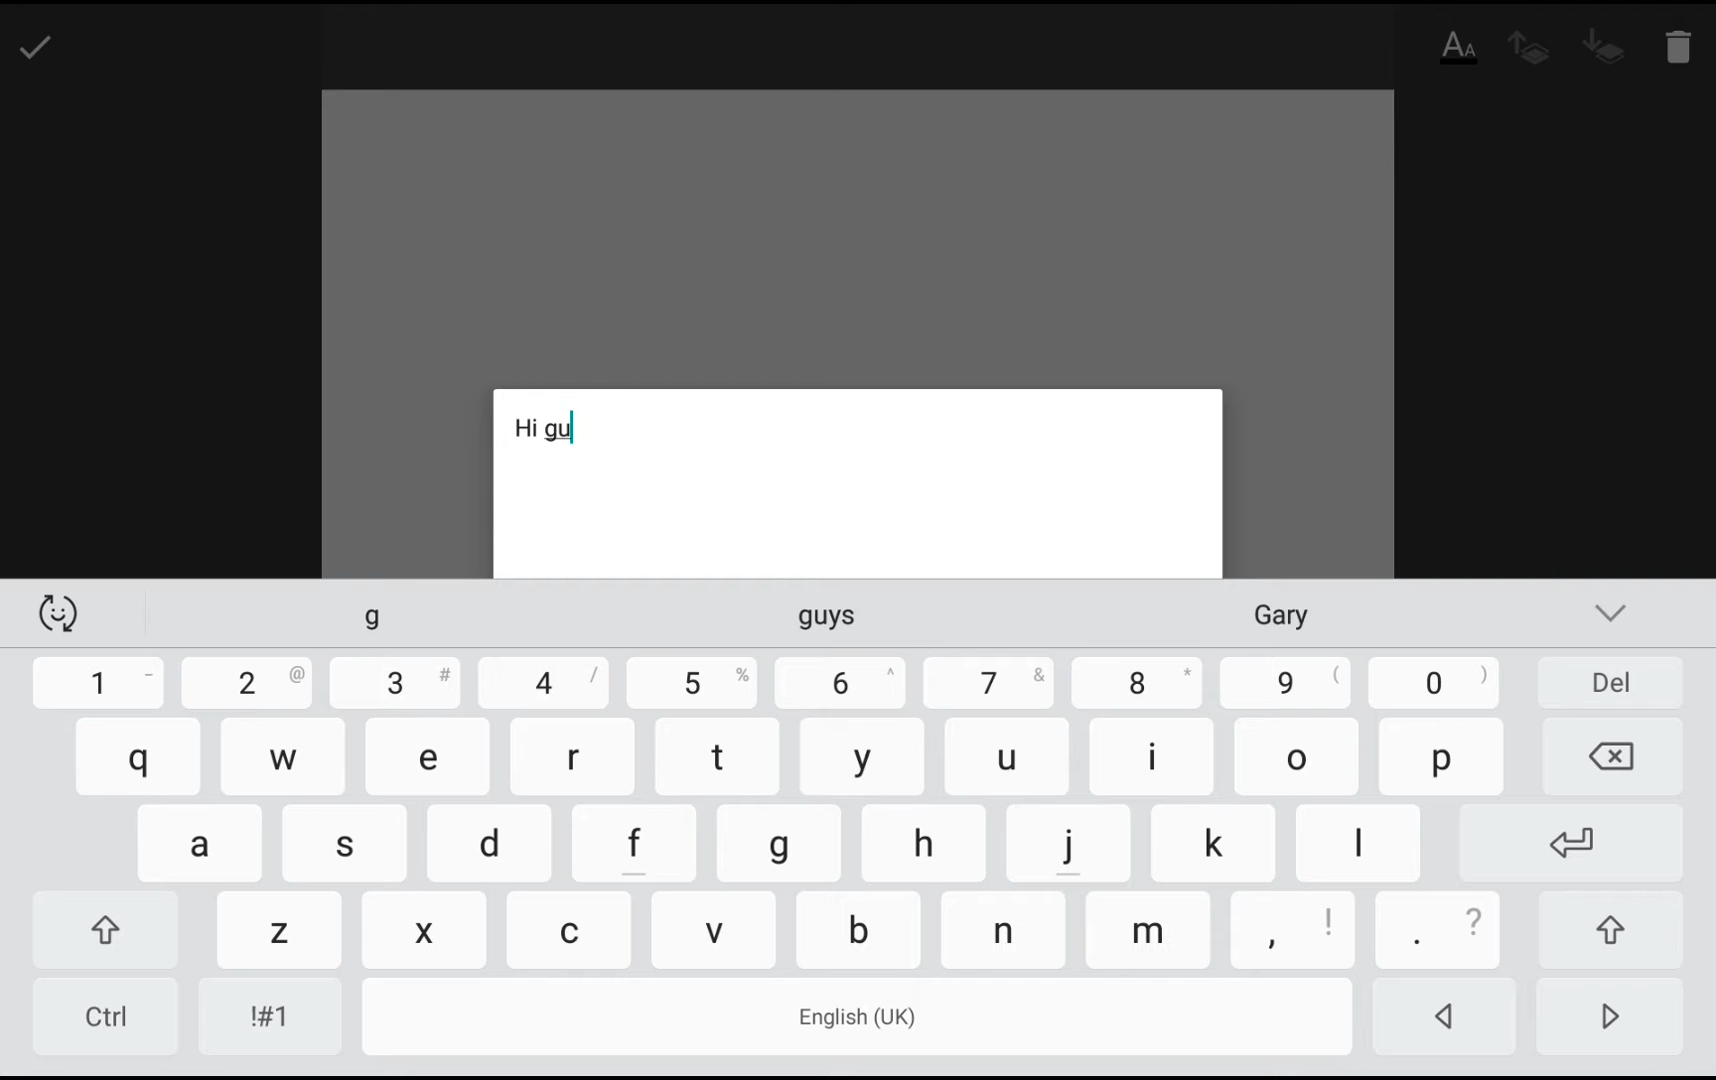 AA
Hi gu
g guys Gary
1 - 2 @ 3 # 4 / 5 % 6 ^ 7 & 8 * 9 ( 0 ) Del
q w e r t y u i o p
a s d f g h j k l
z x c v b n m , ! . ?
Ctrl !#1 English (UK)